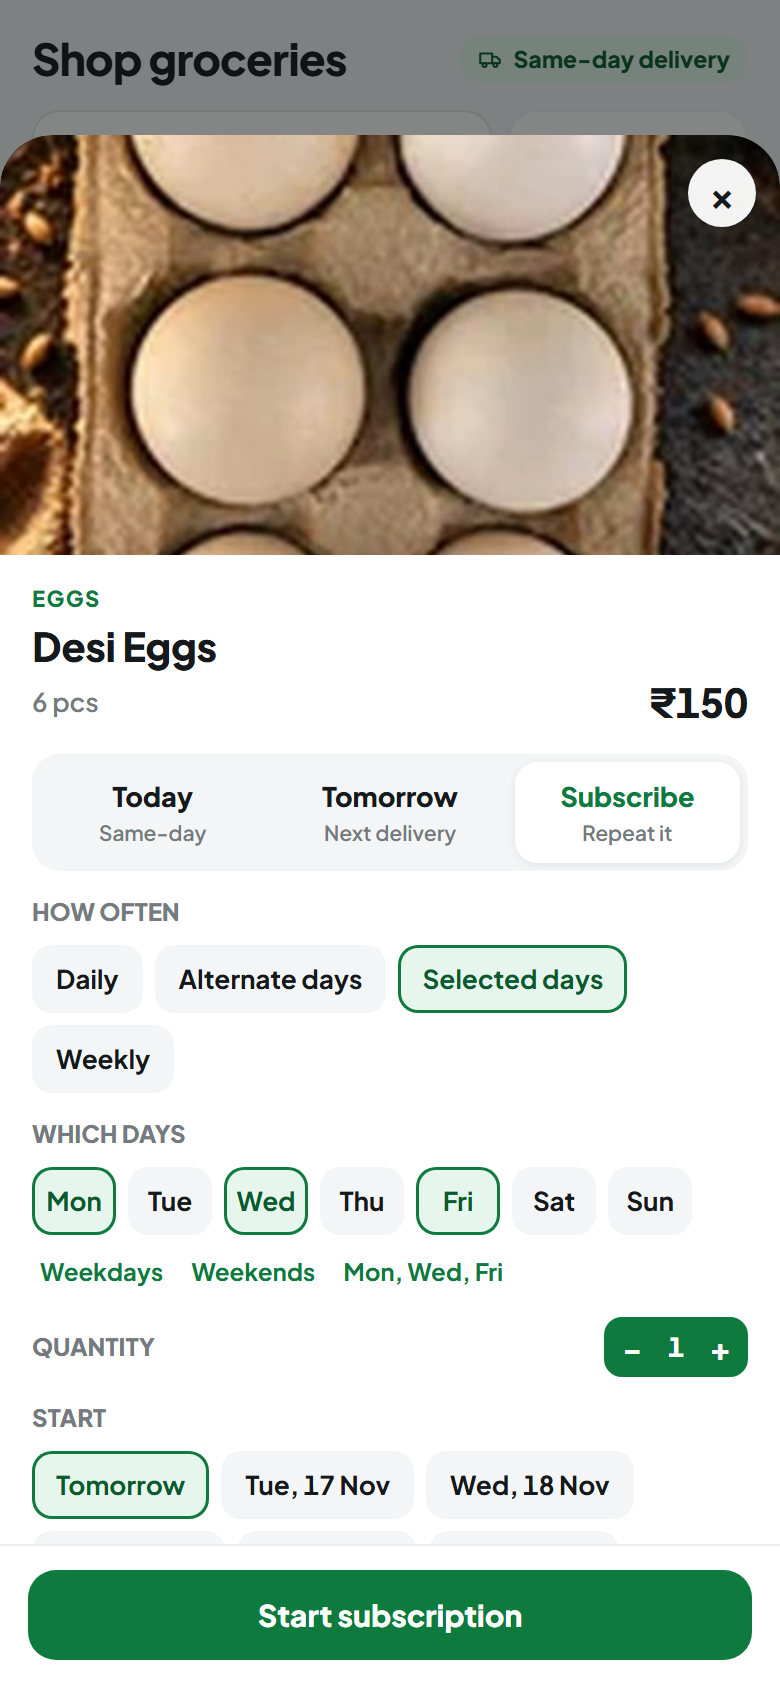 Shop groceries
Same-day delivery
×
EGGS
Desi Eggs
6 pcs
₹150
Today
Same-day
Tomorrow
Next delivery
Subscribe
Repeat it
HOW OFTEN
Daily
Alternate days
Selected days
Weekly
WHICH DAYS
Mon
Tue
Wed
Thu
Fri
Sat
Sun
Weekdays
Weekends
Mon, Wed, Fri
QUANTITY
– 1 +
START
Tomorrow
Tue, 17 Nov
Wed, 18 Nov
Start subscription